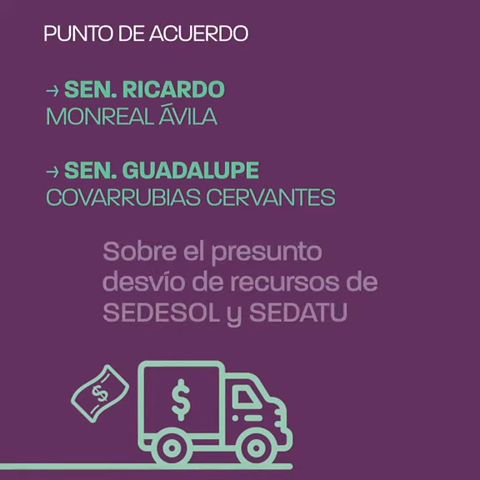 PUNTO DE ACUERDO
→ SEN. RICARDO
MONREAL ÁVILA
→ SEN. GUADALUPE
COVARRUBIAS CERVANTES
Sobre el presunto
desvío de recursos de
SEDESOL y SEDATU
$
$